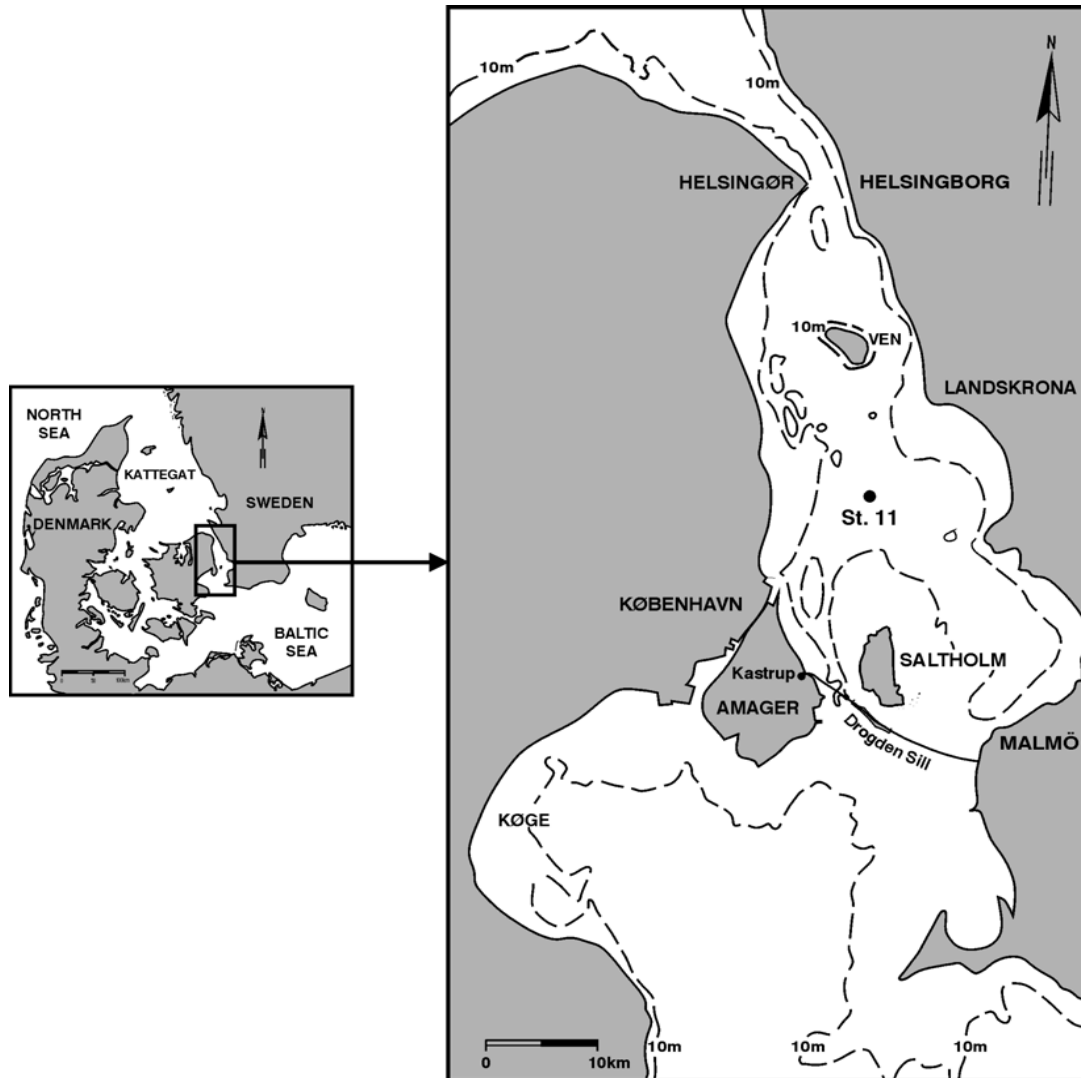 NORTH
SEA
N
KATTEGAT
SWEDEN
DENMARK
BALTIC
SEA
0
10m
10m
N
HELSINGØR
HELSINGBORG
10m
VEN
LANDSKRONA
St. 11
KØBENHAVN
SALTHOLM
Kastrup
AMAGER
Drogden Sill
MALMÖ
KØGE
0
10km
10m
10m
10m